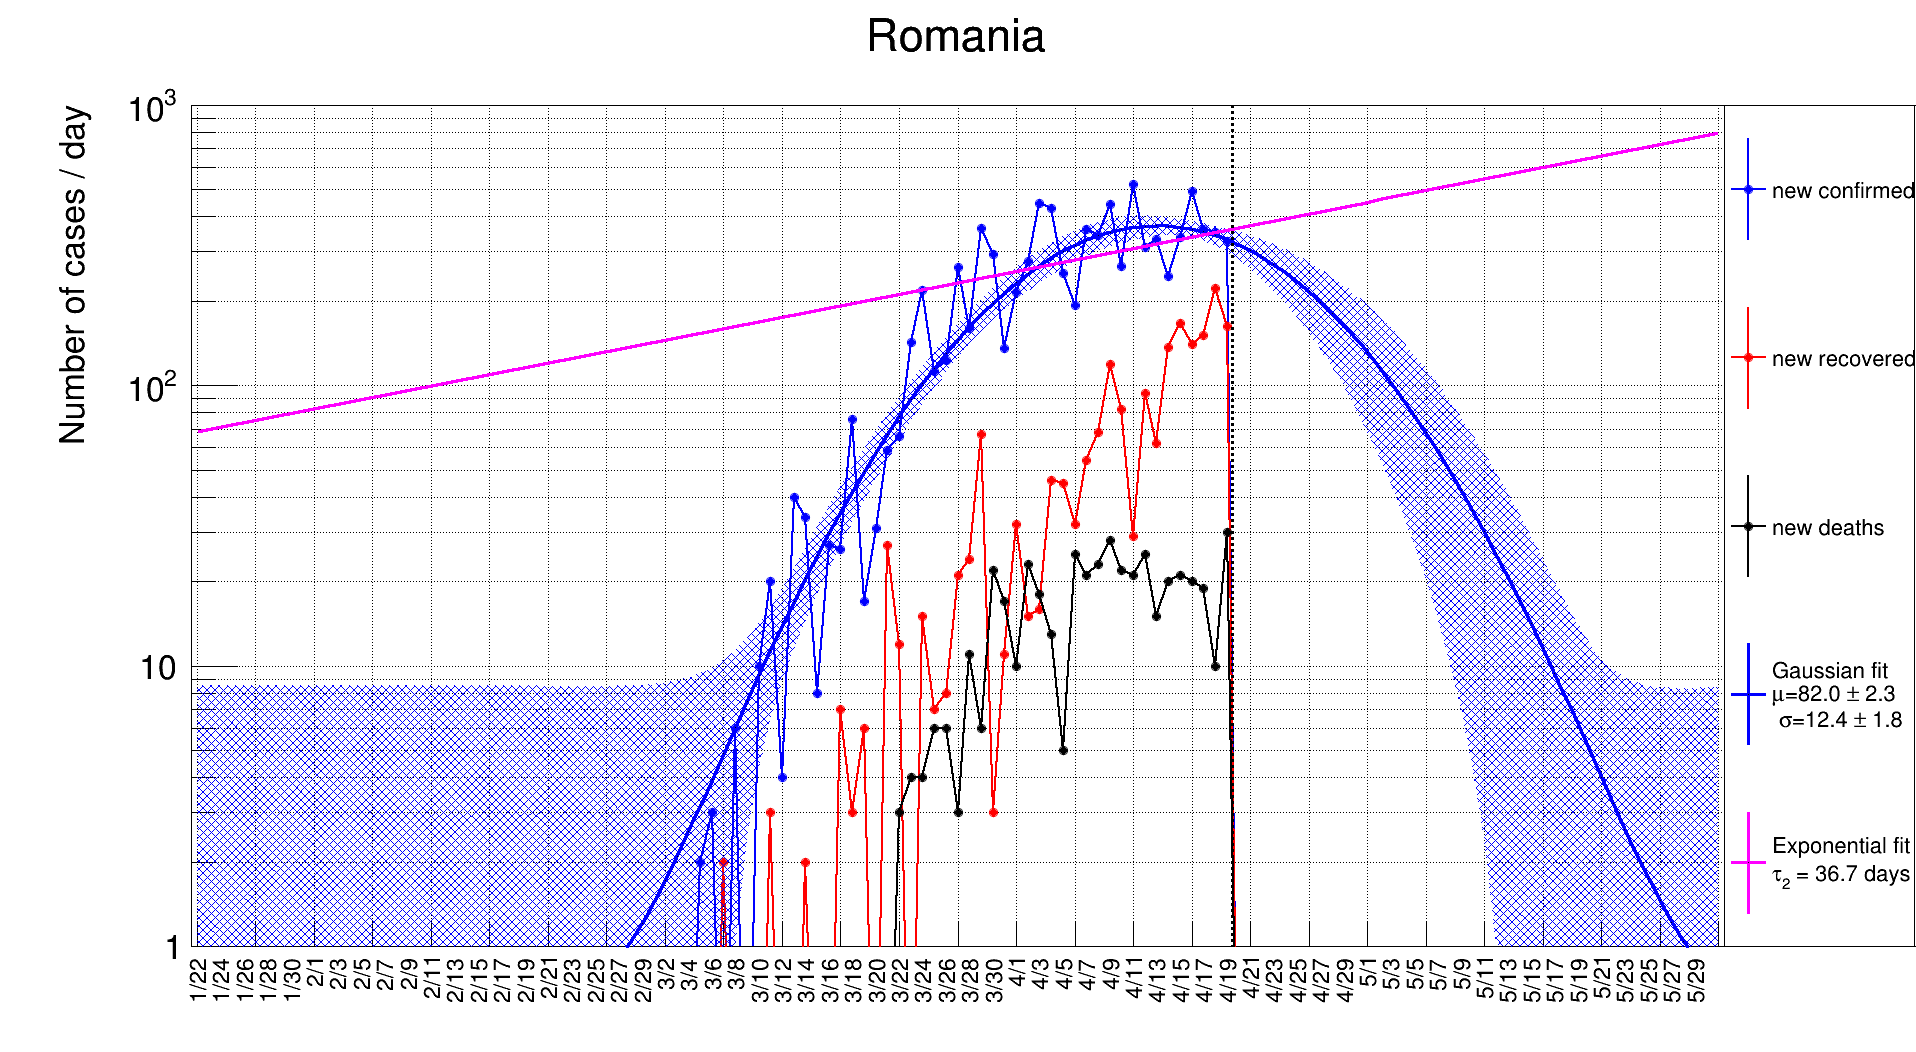 Romania
Number of cases / day
10³
10²
10
1
1/22 1/24 1/26 1/28 1/30 2/1 2/3 2/5 2/7 2/9 2/11 2/13 2/15 2/17 2/19 2/21 2/23 2/25 2/27 2/29 3/2 3/4 3/6 3/8 3/10 3/12 3/14 3/16 3/18 3/20 3/22 3/24 3/26 3/28 3/30 4/1 4/3 4/5 4/7 4/9 4/11 4/13 4/15 4/17 4/19 4/21 4/23 4/25 4/27 4/29 5/1 5/3 5/5 5/7 5/9 5/11 5/13 5/15 5/17 5/19 5/21 5/23 5/25 5/27 5/29
new confirmed
new recovered
new deaths
Gaussian fit
μ=82.0 ± 2.3
σ=12.4 ± 1.8
Exponential fit
τ₂ = 36.7 days